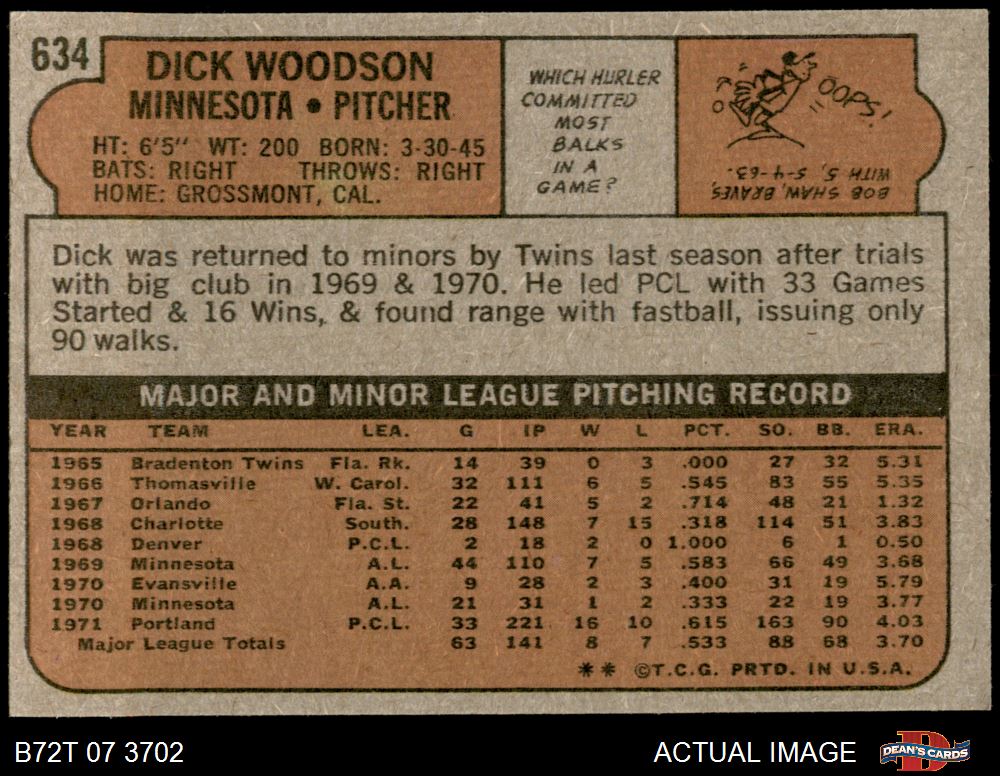 634
DICK WOODSON
MINNESOTA • PITCHER
HT: 6'5" WT: 200 BORN: 3-30-45
BATS: RIGHT THROWS: RIGHT
HOME: GROSSMONT, CAL.
WHICH HURLER
COMMITTED
MOST
BALKS
IN A
GAME?
OOPS!
BOB SHAW, BRAVES,
WITH 5, 5-4-63.
Dick was returned to minors by Twins last season after trials
with big club in 1969 & 1970. He led PCL with 33 Games
Started & 16 Wins, & found range with fastball, issuing only
90 walks.
MAJOR AND MINOR LEAGUE PITCHING RECORD
YEAR TEAM LEA. G IP W L PCT. SO. BB. ERA.
1965 Bradenton Twins Fla. Rk. 14 39 0 3 .000 27 32 5.31
1966 Thomasville W. Carol. 32 111 6 5 .545 83 55 5.35
1967 Orlando Fla. St. 22 41 5 2 .714 48 21 1.32
1968 Charlotte South. 28 148 7 15 .318 114 51 3.83
1968 Denver P.C.L. 2 18 2 0 1.000 6 1 0.50
1969 Minnesota A.L. 44 110 7 5 .583 66 49 3.68
1970 Evansville A.A. 9 28 2 3 .400 31 19 5.79
1970 Minnesota A.L. 21 31 1 2 .333 22 19 3.77
1971 Portland P.C.L. 33 221 16 10 .615 163 90 4.03
Major League Totals 63 141 8 7 .533 88 68 3.70
** ©T.C.G. PRTD. IN U.S.A.
B72T 07 3702
ACTUAL IMAGE
DEAN'S CARDS